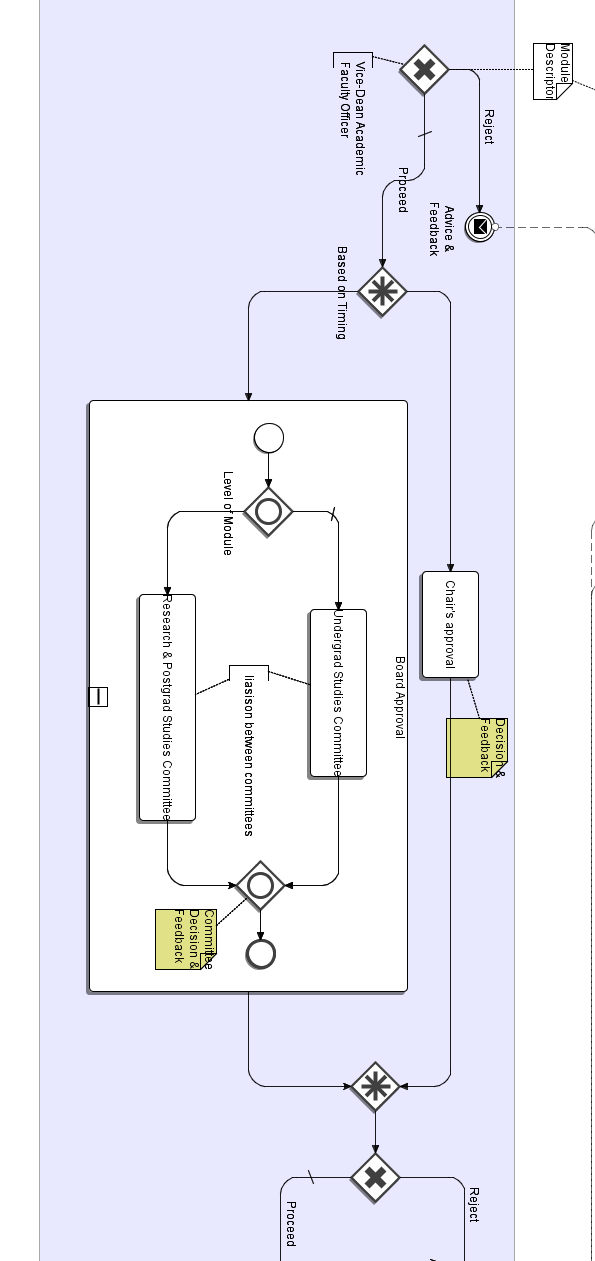 Module
Descriptor
Vice-Dean Academic
Faculty Officer
Reject
Proceed
Advice &
Feedback
Based on Timing
Level of Module
Research & Postgrad Studies Committee
Undergrad Studies Committee
liasison between committees
Board Approval
Chair's approval
Decision &
Feedback
Committee
Decision &
Feedback
Reject
Proceed